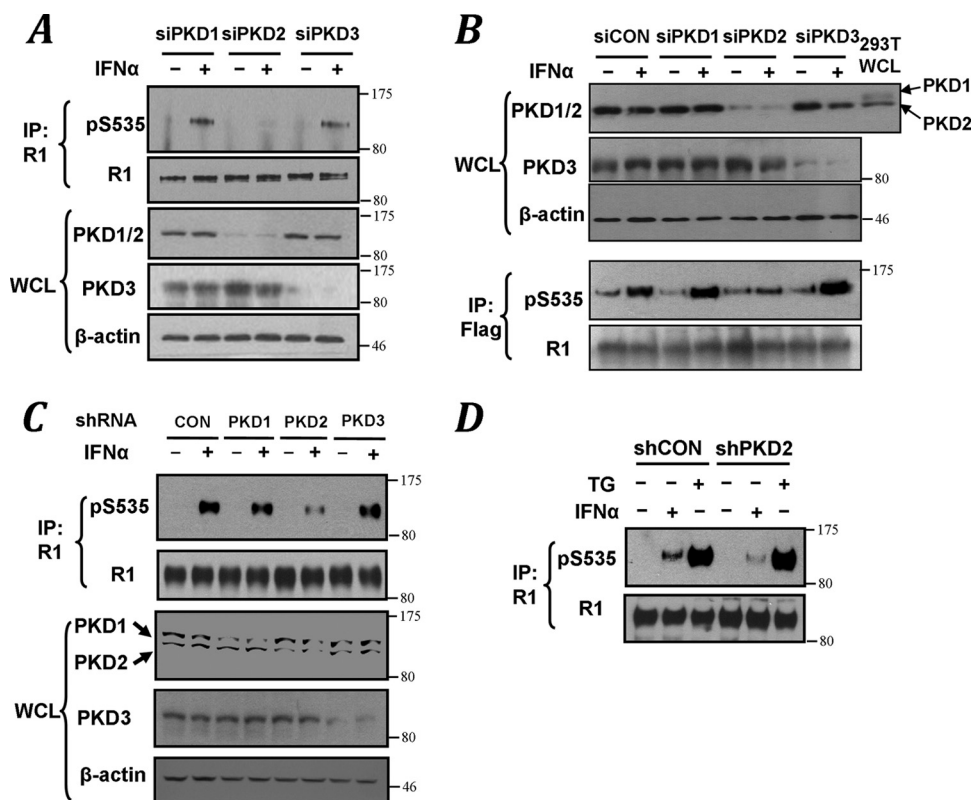 A
siPKD1 siPKD2 siPKD3
IFNα − + − + − +
IP: R1
pS535
175
80
R1
80
WCL
PKD1/2
175
80
PKD3
175
80
β-actin
46
B
siCON siPKD1 siPKD2 siPKD3 293T WCL
IFNα − + − + − + − +
WCL
PKD1/2
PKD1
PKD2
PKD3
80
β-actin
46
IP: Flag
pS535
175
R1
C
shRNA CON PKD1 PKD2 PKD3
IFNα − + − + − + − +
IP: R1
pS535
175
80
R1
80
WCL
PKD1
PKD2
175
80
PKD3
80
β-actin
46
D
shCON shPKD2
TG − − + − − +
IFNα − + − − + −
IP: R1
pS535
175
80
R1
80